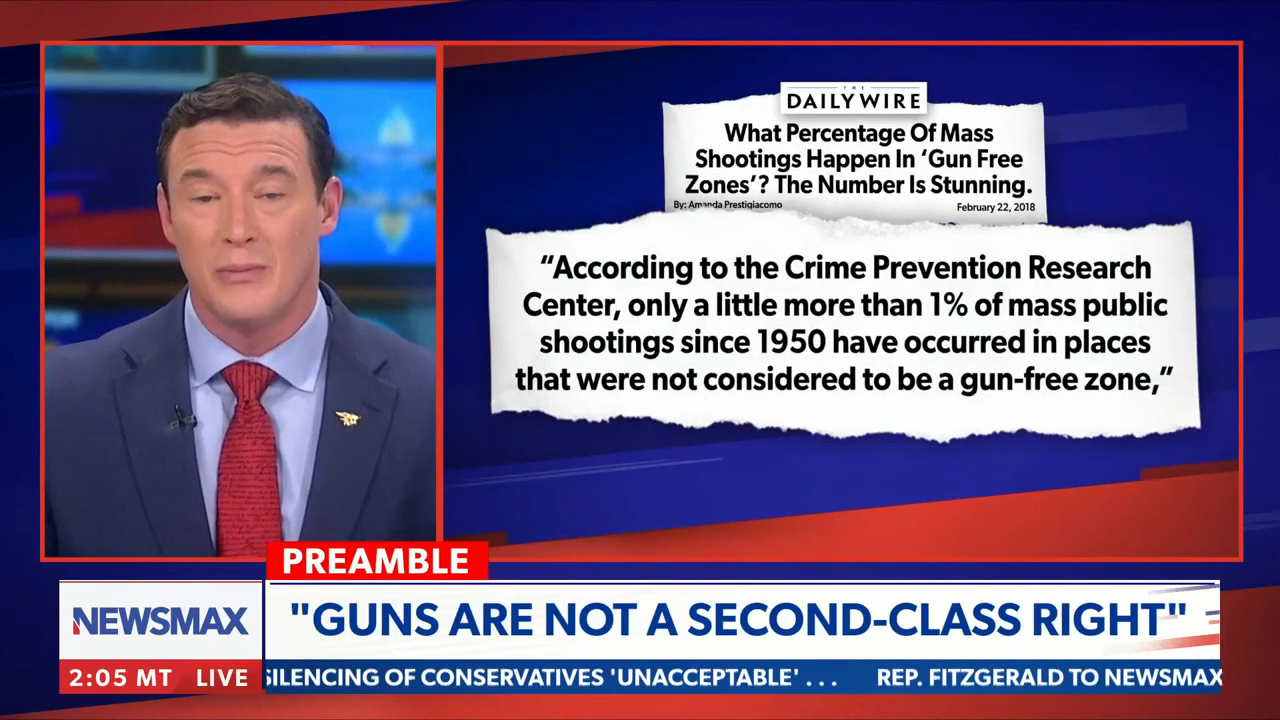 THE
DAILY WIRE
What Percentage Of Mass
Shootings Happen In ‘Gun Free
Zones’? The Number Is Stunning.
By: Amanda Prestigiacomo
February 22, 2018
“According to the Crime Prevention Research
Center, only a little more than 1% of mass public
shootings since 1950 have occurred in places
that were not considered to be a gun-free zone,”
PREAMBLE
NEWSMAX
"GUNS ARE NOT A SECOND-CLASS RIGHT"
2:05 MT LIVE
SILENCING OF CONSERVATIVES 'UNACCEPTABLE' . . . REP. FITZGERALD TO NEWSMAX